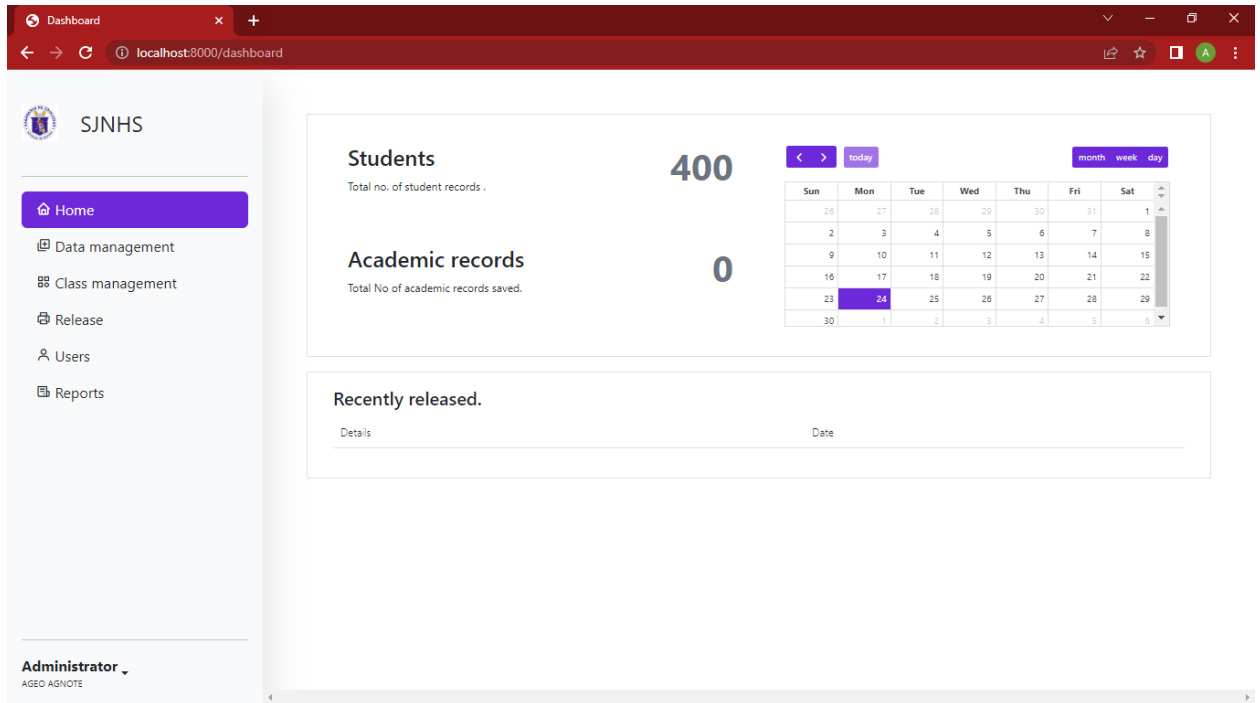 Dashboard
localhost:8000/dashboard
A
SJNHS
Home
Data management
Class management
Release
Users
Reports
Administrator
AGEO AGNOTE
Students
400
Total no. of student records .
Academic records
0
Total No of academic records saved.
today
month week day
Sun Mon Tue Wed Thu Fri Sat
26 27 28 29 30 31 1
2 3 4 5 6 7 8
9 10 11 12 13 14 15
16 17 18 19 20 21 22
23 24 25 26 27 28 29
30 1 2 3 4 5 6
Recently released.
Details Date